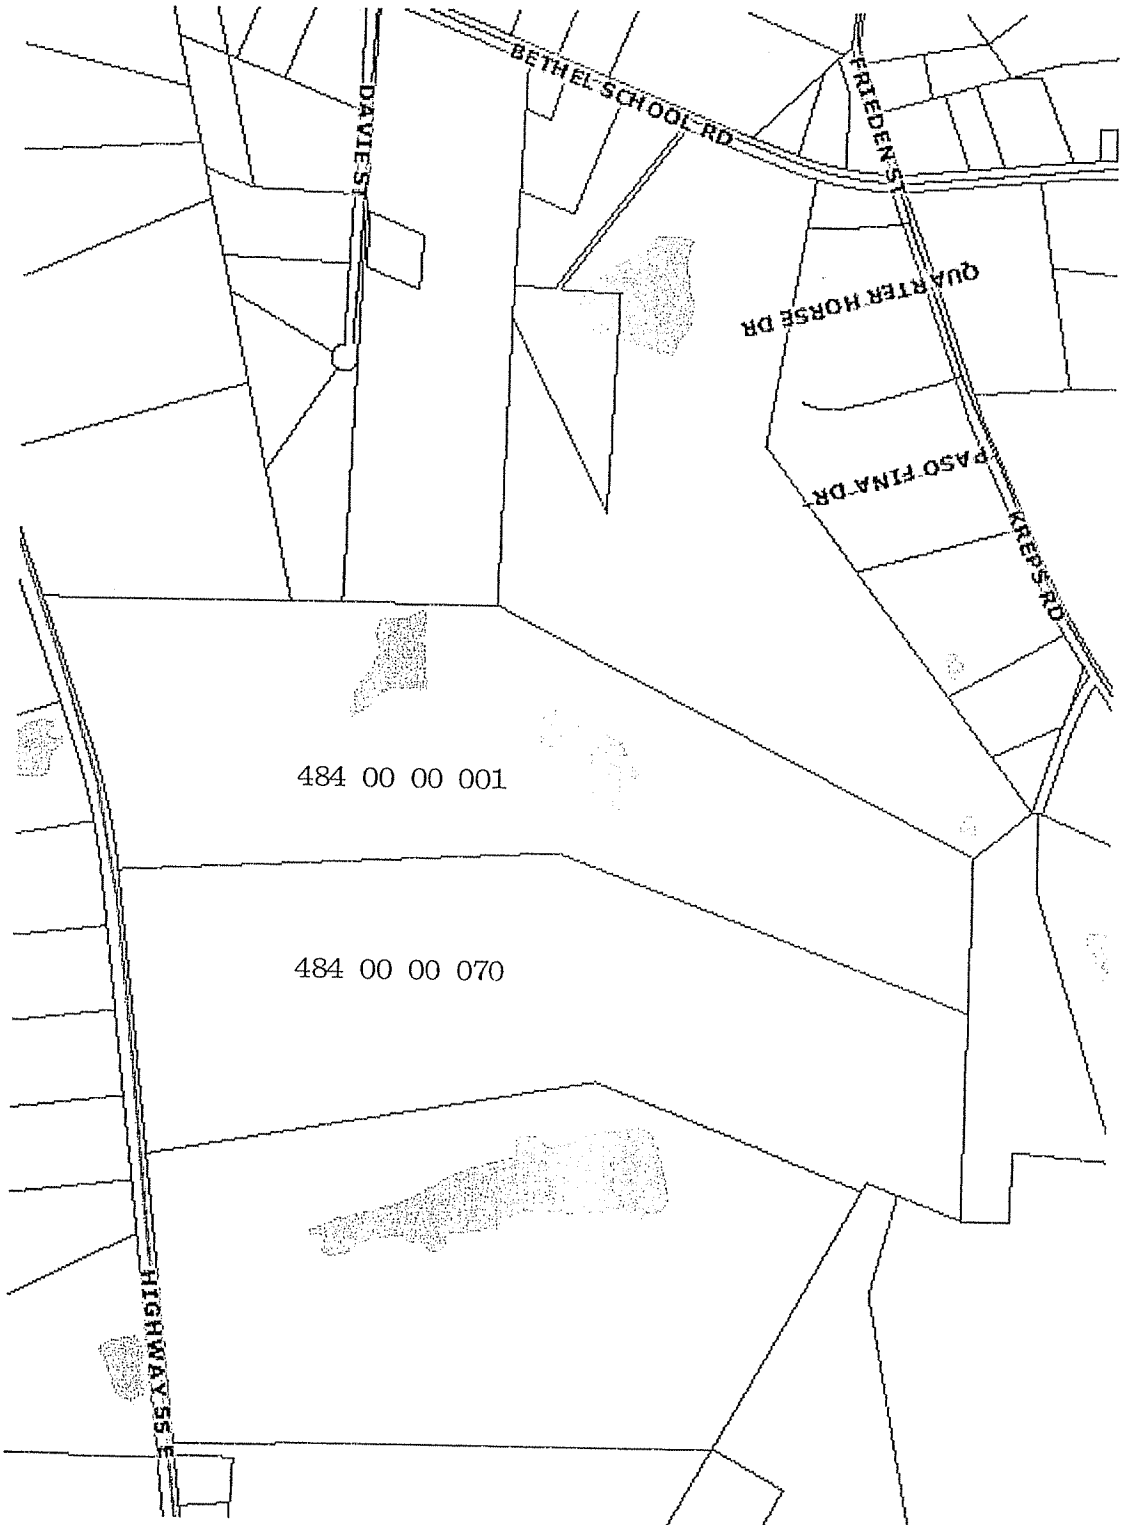 BETHEL SCHOOL RD
DAVIE ST
FRIEDEN ST
QUARTER HORSE DR
PASO FINA DR
KREPS RD
484 00 00 001
484 00 00 070
HIGHWAY 55 E